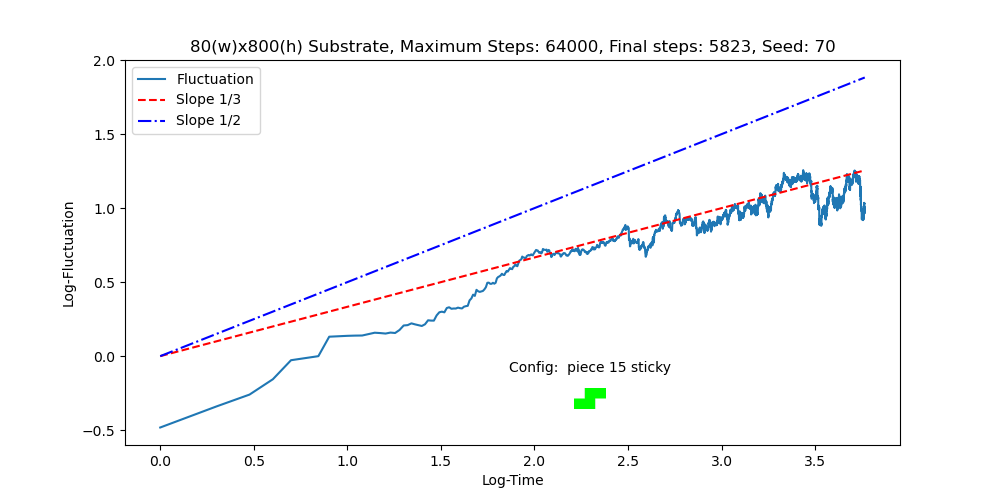 80(w)x800(h) Substrate, Maximum Steps: 64000, Final steps: 5823, Seed: 70
Fluctuation
Slope 1/3
Slope 1/2
2.0
1.5
1.0
0.5
0.0
−0.5
Log-Fluctuation
Config:  piece 15 sticky
0.0 0.5 1.0 1.5 2.0 2.5 3.0 3.5
Log-Time